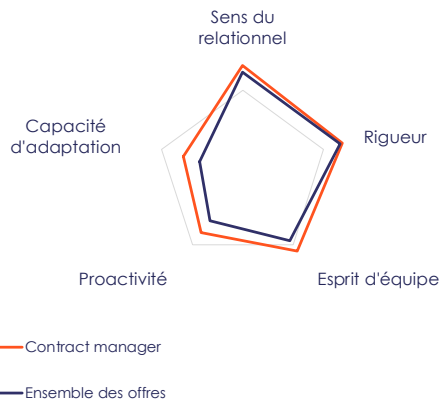 Sens du
relationnel
Capacité
d'adaptation
Rigueur
Proactivité
Esprit d'équipe
Contract manager
Ensemble des offres